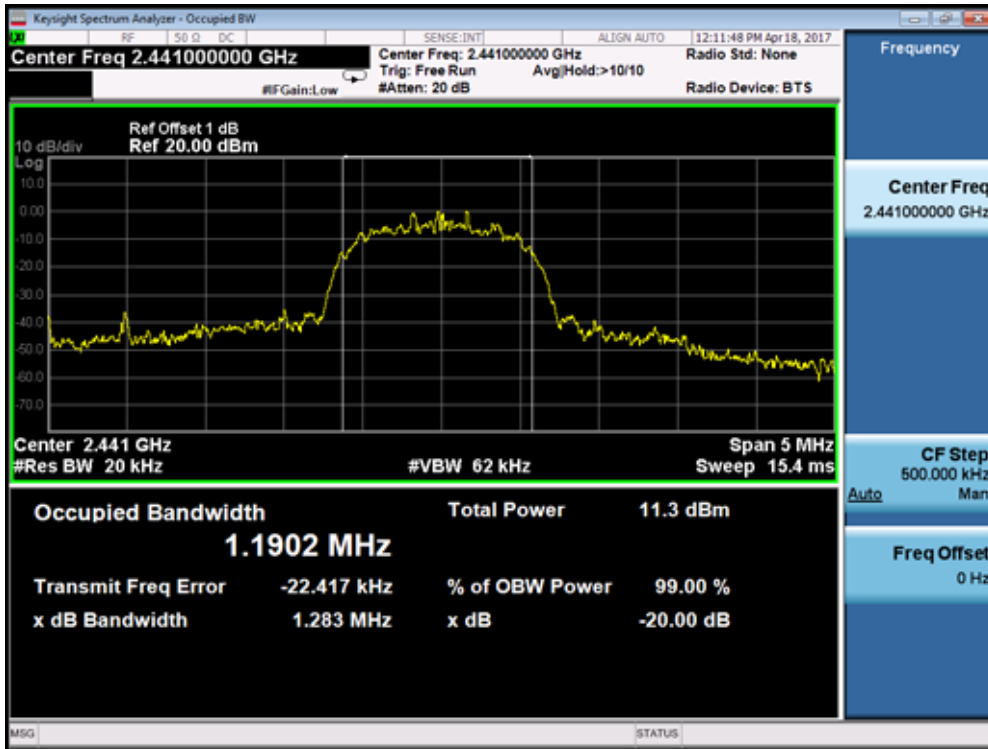 Keysight Spectrum Analyzer - Occupied BW
RF 50 Ω DC SENSE:INT ALIGN AUTO 12:11:48 PM Apr 18, 2017
Center Freq 2.441000000 GHz
Center Freq: 2.441000000 GHz Radio Std: None
Trig: Free Run Avg|Hold:>10/10
#IFGain:Low #Atten: 20 dB Radio Device: BTS
Ref Offset 1 dB
10 dB/div Ref 20.00 dBm
Log
10.0
0.00
-10.0
-20.0
-30.0
-40.0
-50.0
-60.0
-70.0
Center 2.441 GHz Span 5 MHz
#Res BW 20 kHz #VBW 62 kHz Sweep 15.4 ms
Occupied Bandwidth Total Power 11.3 dBm
1.1902 MHz
Transmit Freq Error -22.417 kHz % of OBW Power 99.00 %
x dB Bandwidth 1.283 MHz x dB -20.00 dB
MSG STATUS
Frequency
Center Freq
2.441000000 GHz
CF Step
500.000 kHz
Auto Man
Freq Offset
0 Hz